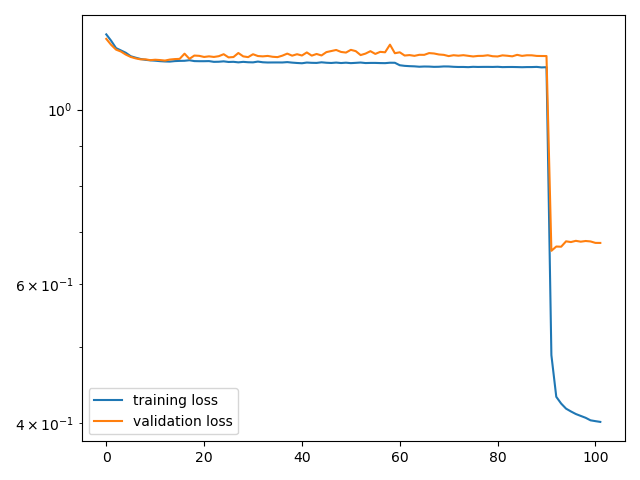 10⁰
6 × 10⁻¹
4 × 10⁻¹
training loss
validation loss
0 20 40 60 80 100